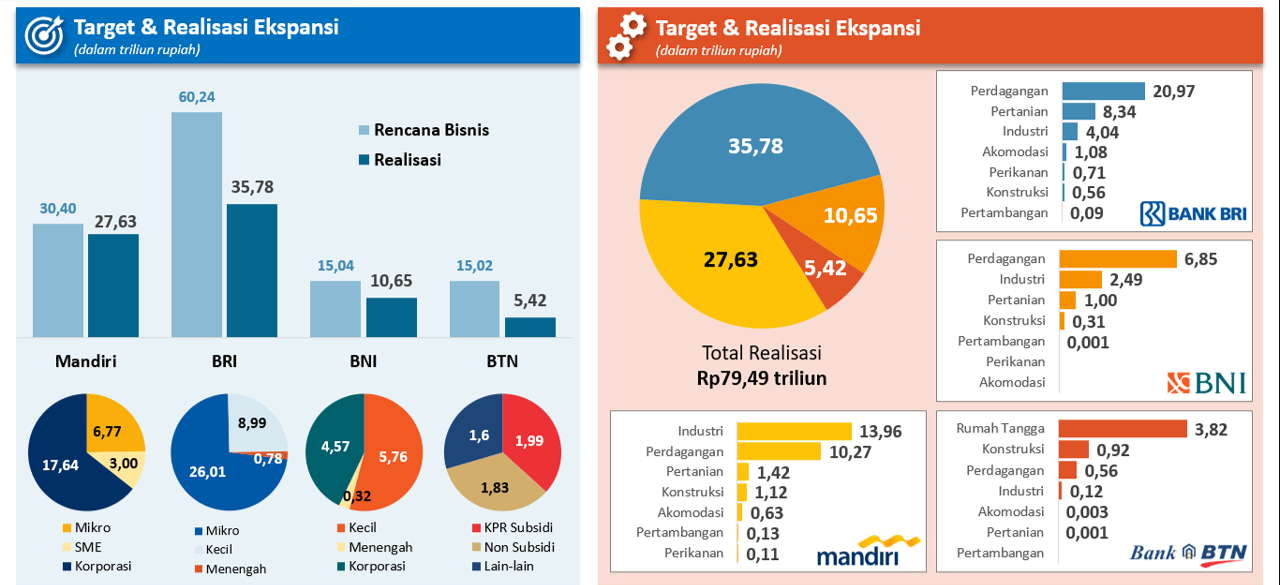 Target & Realisasi Ekspansi
(dalam triliun rupiah)
60,24
Rencana Bisnis
Realisasi
35,78
30,40
27,63
15,04
10,65
15,02
5,42
Mandiri
BRI
BNI
BTN
6,77
3,00
17,64
Mikro
SME
Korporasi
8,99
0,78
26,01
Mikro
Kecil
Menengah
4,57
5,76
0,32
Kecil
Menengah
Korporasi
1,6
1,99
1,83
KPR Subsidi
Non Subsidi
Lain-lain
Target & Realisasi Ekspansi
(dalam triliun rupiah)
35,78
10,65
27,63
5,42
Total Realisasi
Rp79,49 triliun
Perdagangan 20,97
Pertanian 8,34
Industri 4,04
Akomodasi 1,08
Perikanan 0,71
Konstruksi 0,56
Pertambangan 0,09
BANK BRI
Perdagangan 6,85
Industri 2,49
Pertanian 1,00
Konstruksi 0,31
Pertambangan 0,001
Perikanan
Akomodasi
BNI
Industri 13,96
Perdagangan 10,27
Pertanian 1,42
Konstruksi 1,12
Akomodasi 0,63
Pertambangan 0,13
Perikanan 0,11
mandiri
Rumah Tangga 3,82
Konstruksi 0,92
Perdagangan 0,56
Industri 0,12
Akomodasi 0,003
Pertanian 0,001
Pertambangan
Bank BTN